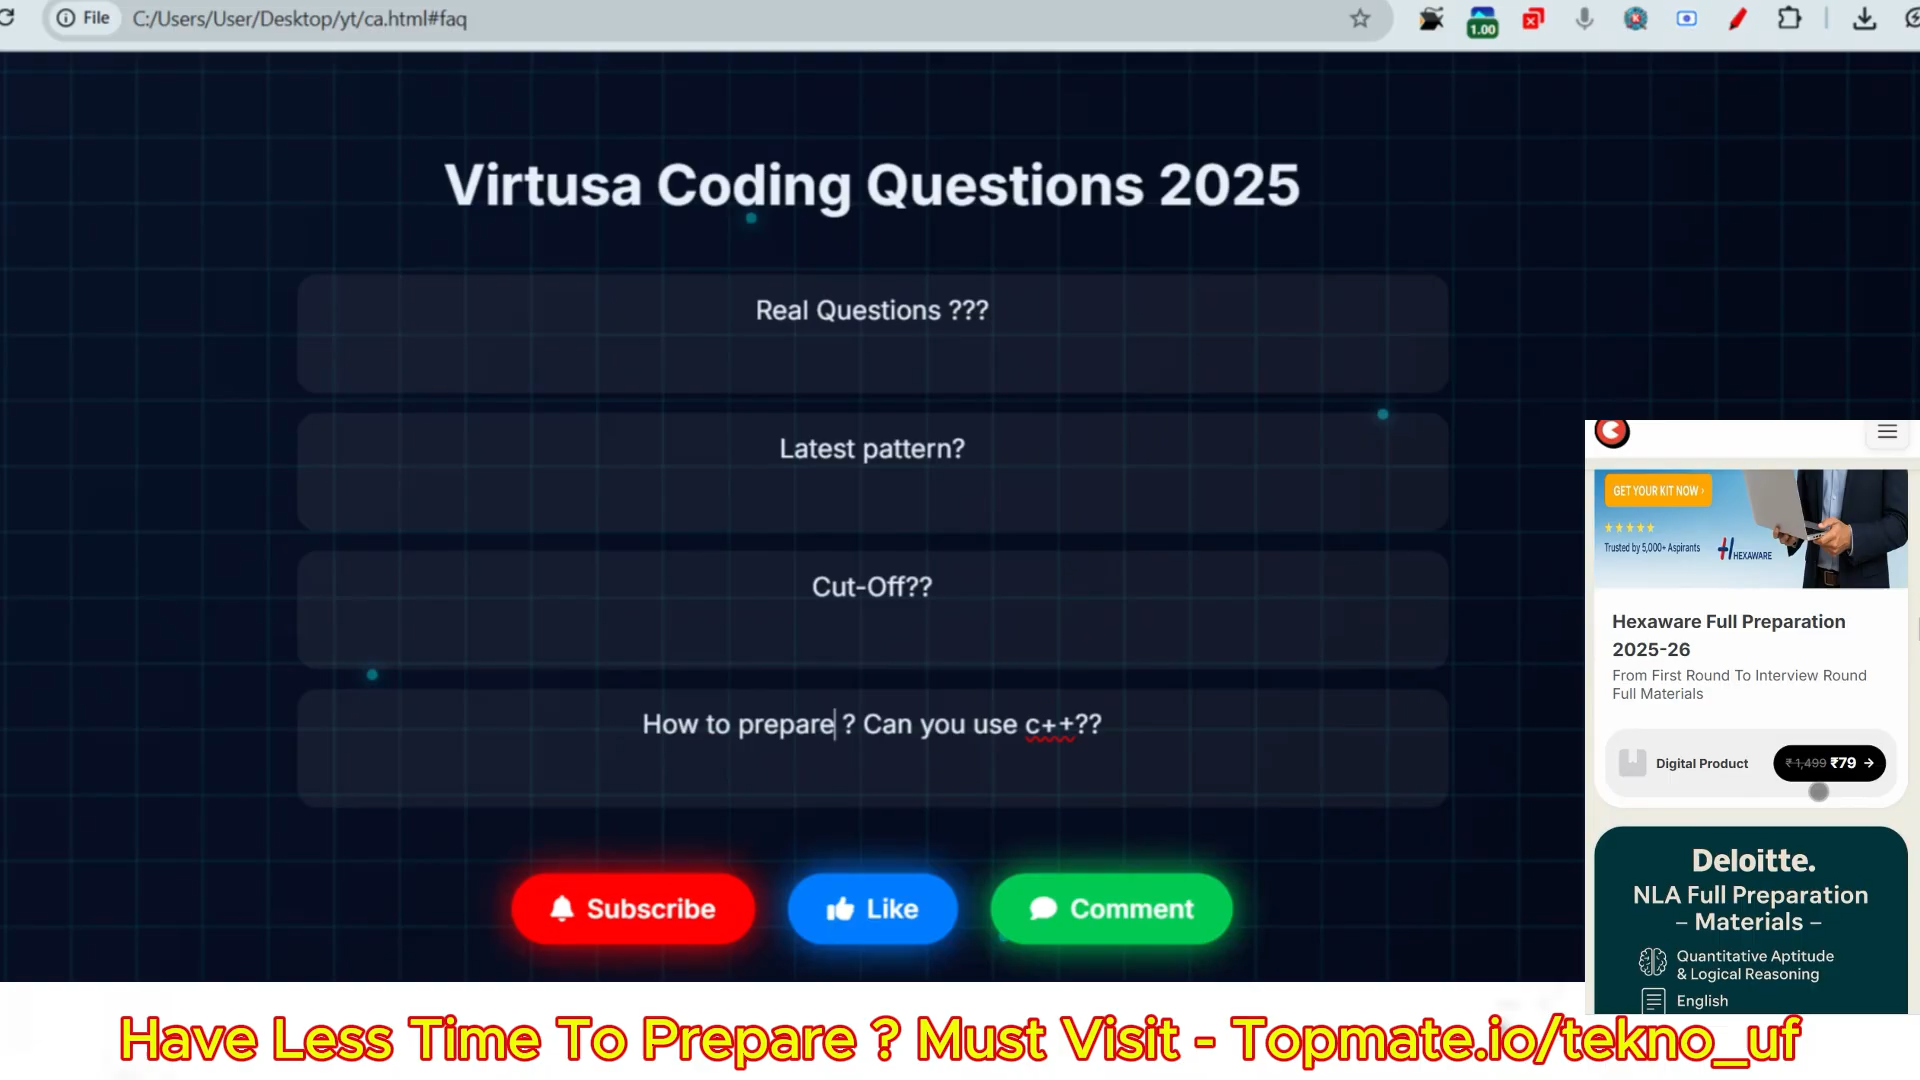 File
C:/Users/User/Desktop/yt/ca.html#faq
1.00
Virtusa Coding Questions 2025
Real Questions ???
Latest pattern?
Cut-Off??
How to prepare ? Can you use c++??
Subscribe
Like
Comment
GET YOUR KIT NOW ›
Trusted by 5,000+ Aspirants
HEXAWARE
Hexaware Full Preparation
2025-26
From First Round To Interview Round
Full Materials
Digital Product
₹1,499 ₹79 →
Deloitte.
NLA Full Preparation
– Materials –
Quantitative Aptitude
& Logical Reasoning
English
Have Less Time To Prepare ? Must Visit - Topmate.io/tekno_uf